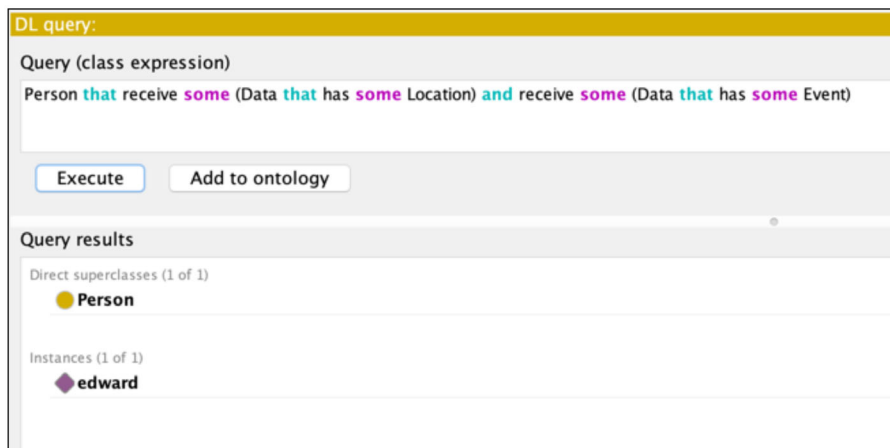 DL query:
Query (class expression)
Person that receive some (Data that has some Location) and receive some (Data that has some Event)
Execute Add to ontology
Query results
Direct superclasses (1 of 1)
Person
Instances (1 of 1)
edward